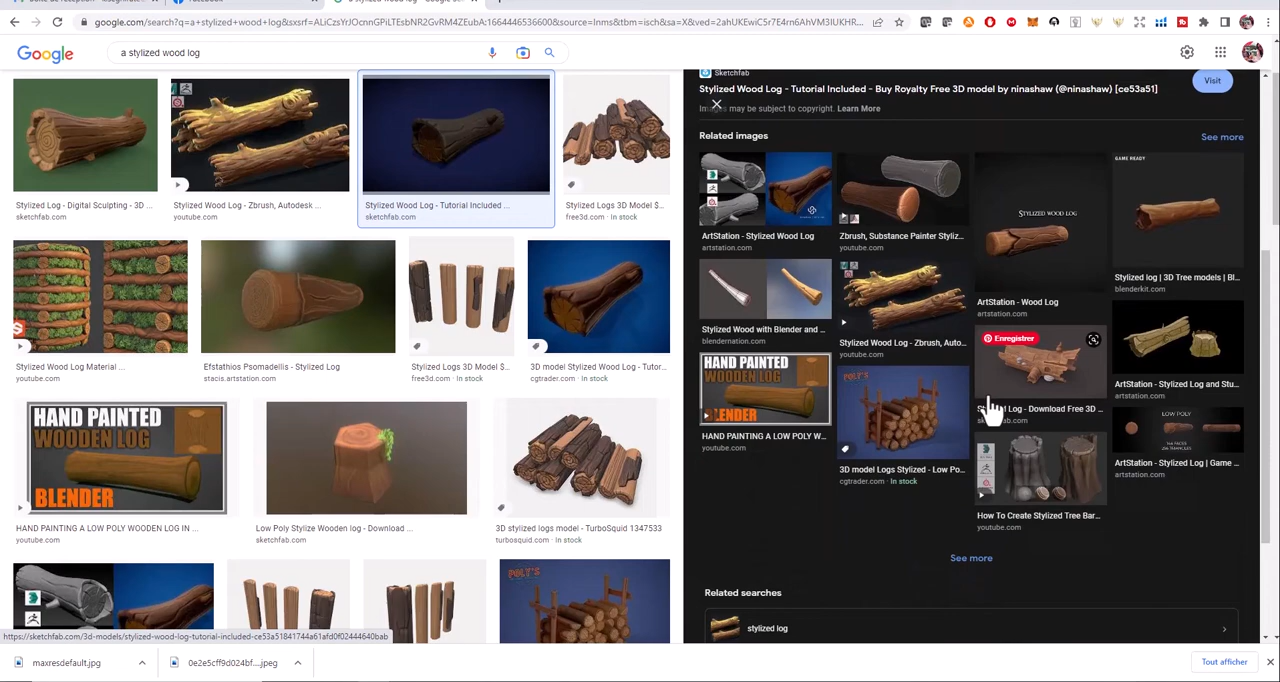 google.com/search?q=a+stylized+wood+log&sxsrf=ALiCzsYrJOcnnGPiLTEsbNR2GvRM4ZEubA:1664446536600&source=lnms&tbm=isch&sa=X&ved=2ahUKEwiC5r7E4rn6AhVM3IUKHR...
Google
a stylized wood log
Stylized Log - Digital Sculpting - 3D ...
sketchfab.com
Stylized Wood Log - Zbrush, Autodesk ...
youtube.com
Stylized Wood Log - Tutorial Included ...
sketchfab.com
Stylized Logs 3D Model $...
free3d.com · In stock
Stylized Wood Log Material ...
youtube.com
Efstathios Psomadellis - Stylized Log
stacis.artstation.com
Stylized Logs 3D Model $...
free3d.com · In stock
3D model Stylized Wood Log - Tutor...
cgtrader.com · In stock
HAND PAINTED
WOODEN LOG
BLENDER
HAND PAINTING A LOW POLY WOODEN LOG IN ...
youtube.com
Low Poly Stylize Wooden log - Download ...
sketchfab.com
3D stylized logs model - TurboSquid 1347533
turbosquid.com · In stock
POLY'S
https://sketchfab.com/3d-models/stylized-wood-log-tutorial-included-ce53a51841744a61afd0f02444640bab
Sketchfab
Visit
Stylized Wood Log - Tutorial Included - Buy Royalty Free 3D model by ninashaw (@ninashaw) [ce53a51]
Images may be subject to copyright. Learn More
Related images
See more
ArtStation - Stylized Wood Log
artstation.com
Zbrush, Substance Painter Styliz...
youtube.com
STYLIZED WOOD LOG
ArtStation - Wood Log
artstation.com
GAME READY
Stylized log | 3D Tree models | Bl...
blenderkit.com
Stylized Wood with Blender and ...
blendernation.com
Stylized Wood Log - Zbrush, Auto...
youtube.com
Enregistrer
Log - Download Free 3D ...
ArtStation - Stylized Log and Stu...
artstation.com
HAND PAINTED
WOODEN LOG
BLENDER
HAND PAINTING A LOW POLY W...
youtube.com
POLY'S
3D model Logs Stylized - Low Po...
cgtrader.com · In stock
How To Create Stylized Tree Bar...
youtube.com
LOW POLY
ArtStation - Stylized Log | Game ...
artstation.com
See more
Related searches
stylized log
maxresdefault.jpg
0e2e5cff9d024bf....jpeg
Tout afficher